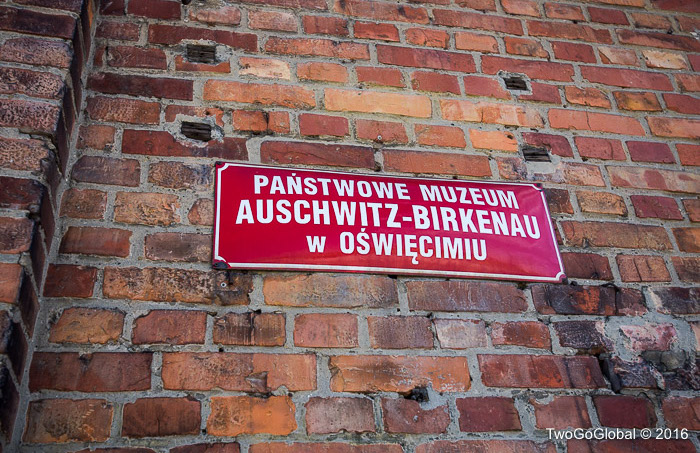 PAŃSTWOWE MUZEUM
AUSCHWITZ-BIRKENAU
w OŚWIĘCIMIU
TwoGoGlobal © 2016